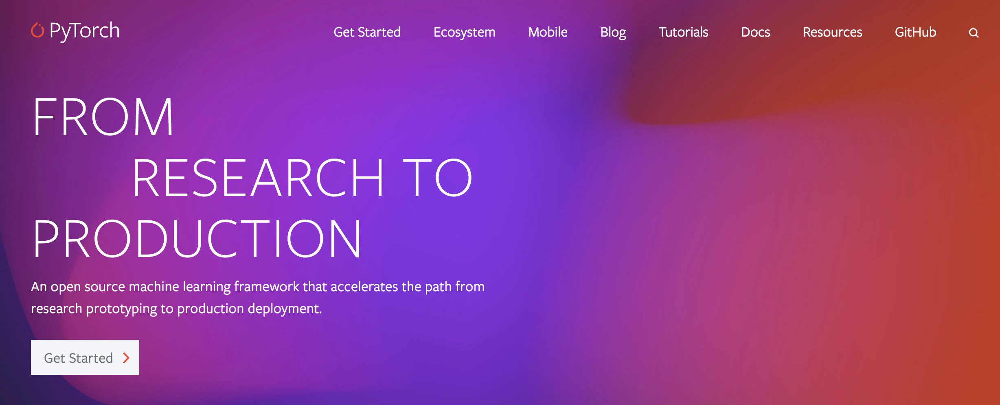 PyTorch
Get Started Ecosystem Mobile Blog Tutorials Docs Resources GitHub
FROM
RESEARCH TO
PRODUCTION
An open source machine learning framework that accelerates the path from
research prototyping to production deployment.
Get Started